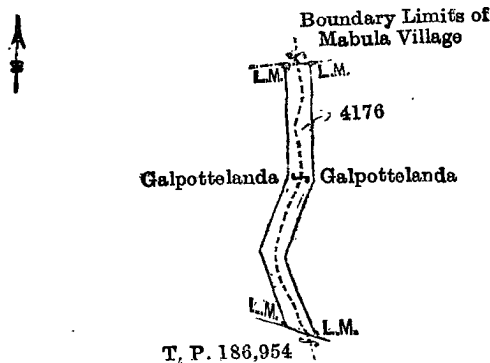 Boundary Limits of
Mabula Village
L.M. L.M.
4176
Galpottelanda Galpottelanda
L.M.
L.M.
T. P. 186,954